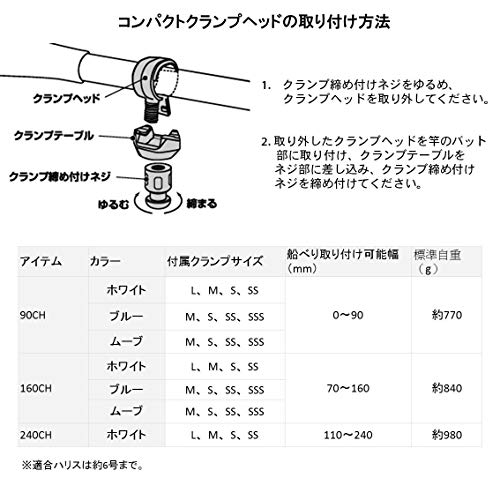 コンパクトクランプヘッドの取り付け方法
クランプヘッド
クランプテーブル
クランプ締め付けネジ
ゆるむ 締まる
1. クランプ締め付けネジをゆるめ、
クランプヘッドを取り外してください。
2. 取り外したクランプヘッドを竿のバット
部に取り付け、クランプテーブルを
ネジ部に差し込み、クランプ締め付け
ネジを締め付けてください。
アイテム カラー 付属クランプサイズ 船べり取り付け可能幅（mm） 標準自重（g）
90CH ホワイト L、M、S、SS 0～90 約770
ブルー M、S、SS、SSS
ムーブ M、S、SS、SSS
160CH ホワイト L、M、S、SS 70～160 約840
ブルー M、S、SS、SSS
ムーブ M、S、SS、SSS
240CH ホワイト L、M、S、SS 110～240 約980
※適合ハリスは約6号まで。